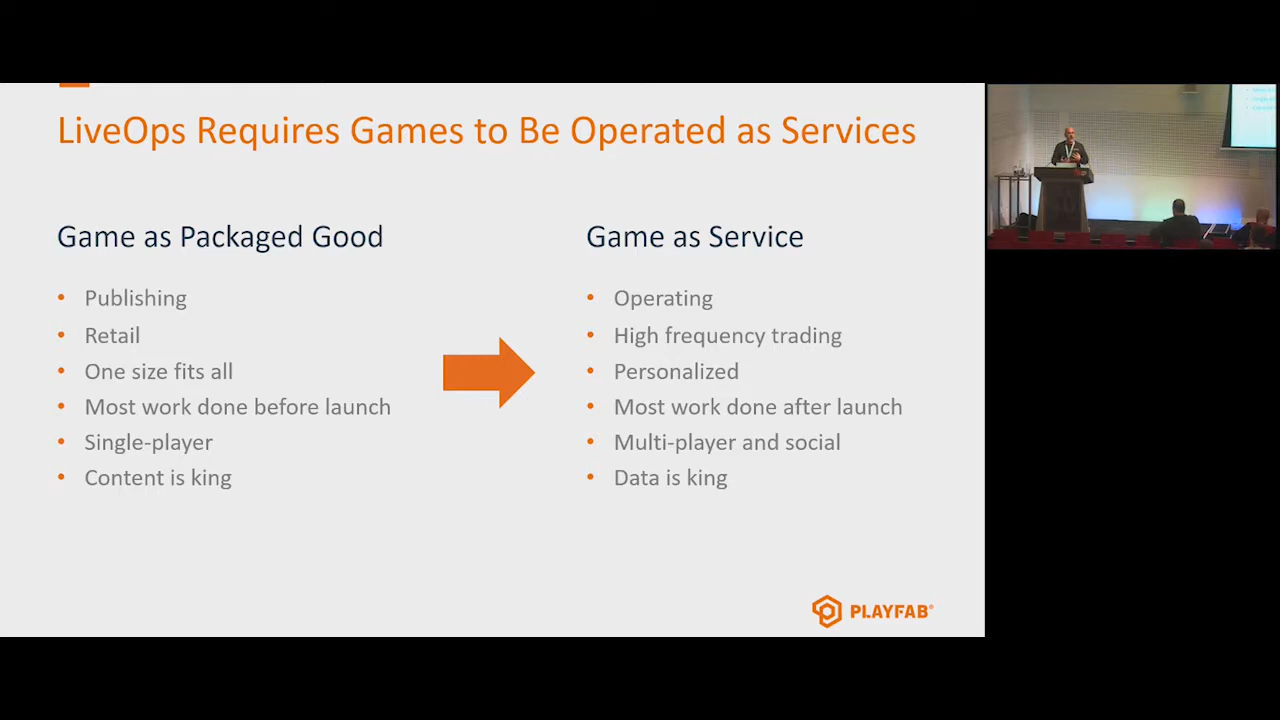 LiveOps Requires Games to Be Operated as Services
Game as Packaged Good
• Publishing
• Retail
• One size fits all
• Most work done before launch
• Single-player
• Content is king
Game as Service
• Operating
• High frequency trading
• Personalized
• Most work done after launch
• Multi-player and social
• Data is king
PLAYFAB®